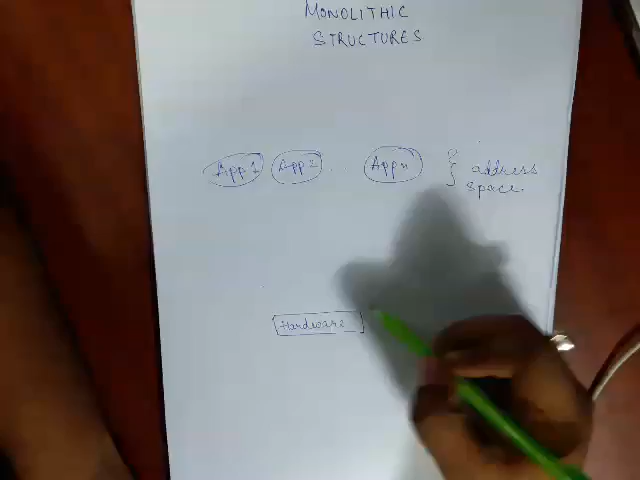 MONOLITHIC
STRUCTURES
App 1 App 2 . App n } address
space
Hardware